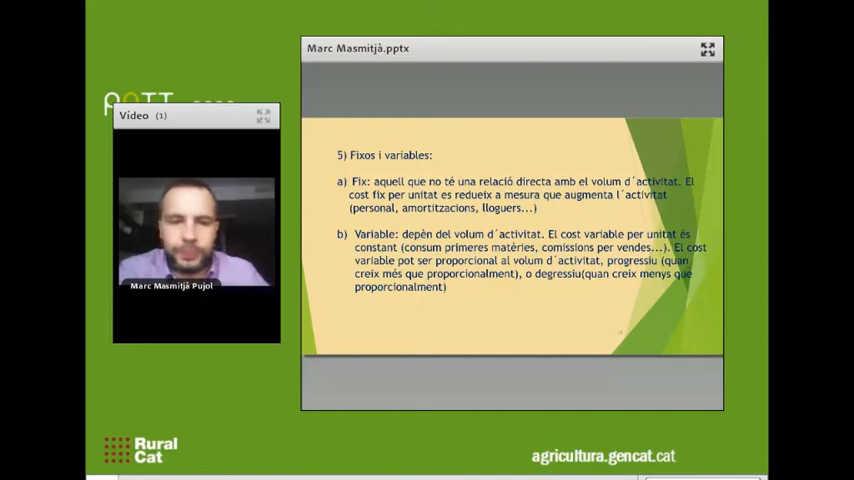 Marc Masmitjà.pptx
PATT
Vídeo (1)
5) Fixos i variables:
a) Fix: aquell que no té una relació directa amb el volum d´activitat. El
cost fix per unitat es redueix a mesura que augmenta l´activitat
(personal, amortitzacions, lloguers...)
b) Variable: depèn del volum d´activitat. El cost variable per unitat és
constant (consum primeres matèries, comissions per vendes...). El cost
variable pot ser proporcional al volum d´activitat, progressiu (quan
creix més que proporcionalment), o degressiu(quan creix menys que
proporcionalment)
Marc Masmitjà Pujol
Rural
Cat
agricultura.gencat.cat